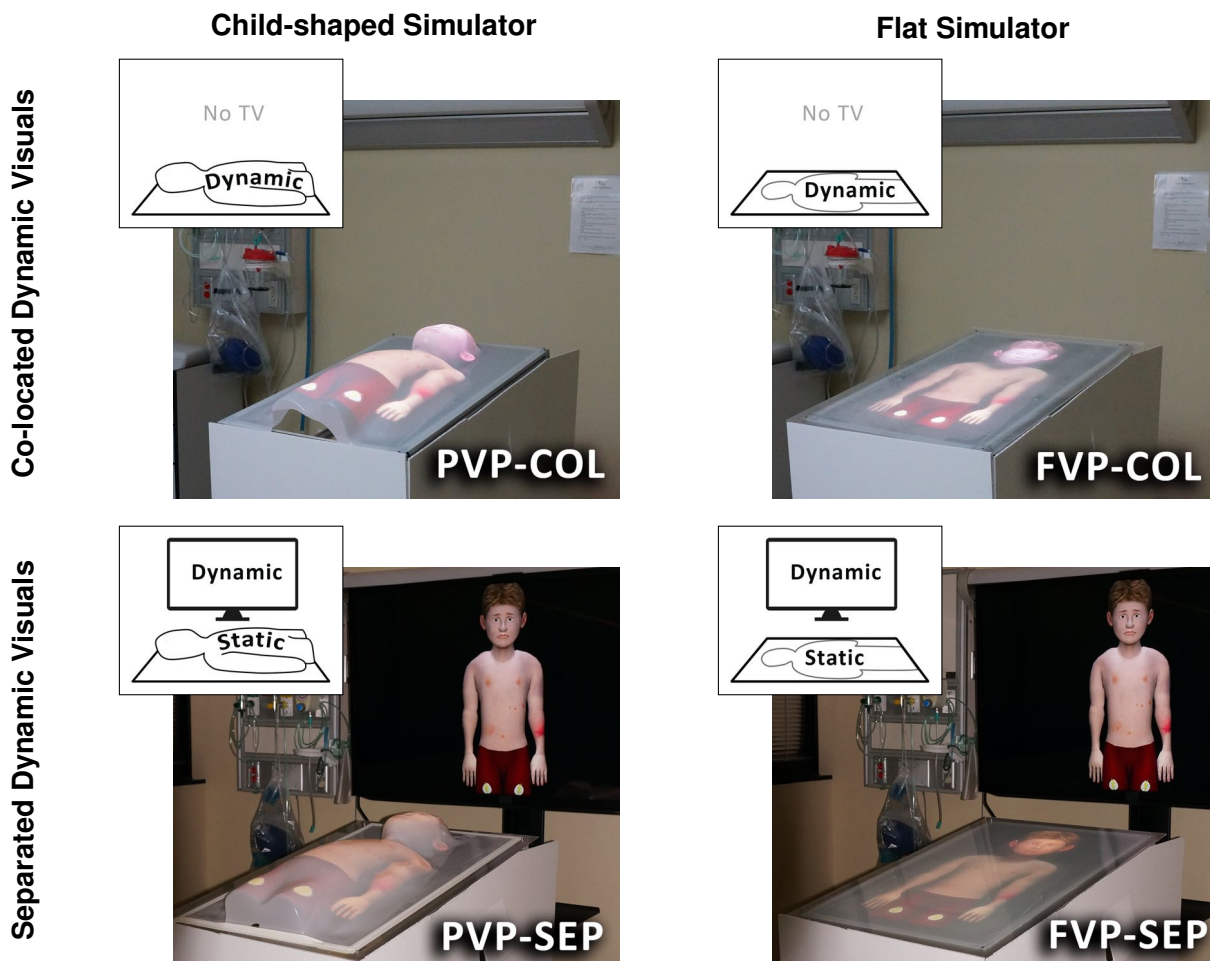 Child-shaped Simulator
Flat Simulator
Co-located Dynamic Visuals
No TV
Dynamic
PVP-COL
No TV
Dynamic
FVP-COL
Separated Dynamic Visuals
Dynamic
Static
PVP-SEP
Dynamic
Static
FVP-SEP